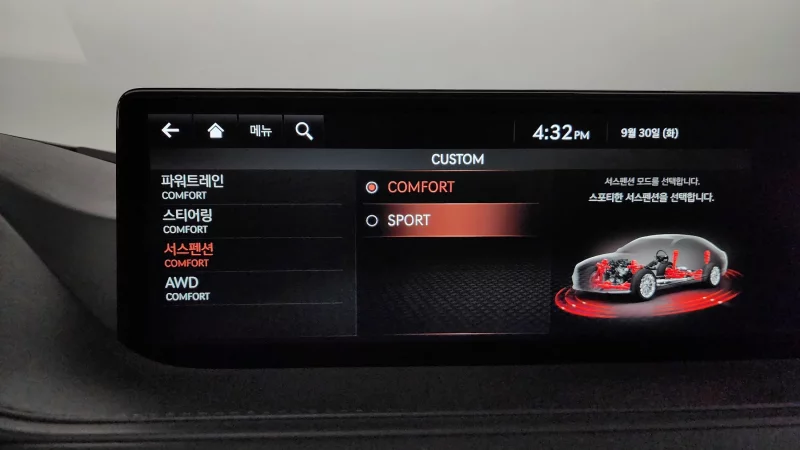 메뉴
4:32PM
9월 30일 (화)
CUSTOM
파워트레인
COMFORT
스티어링
COMFORT
서스펜션
COMFORT
AWD
COMFORT
COMFORT
SPORT
서스펜션 모드를 선택합니다.
스포티한 서스펜션을 선택합니다.